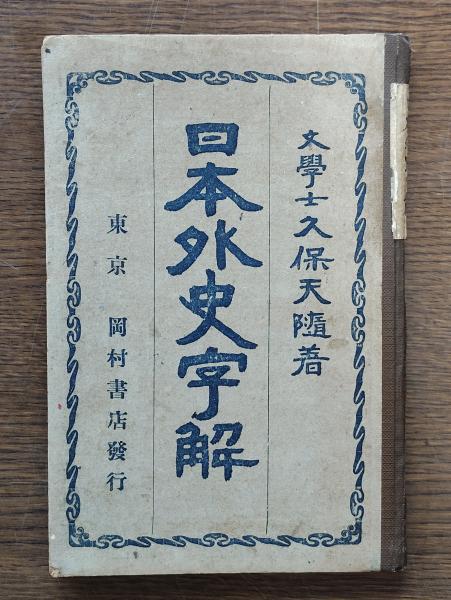 文學士久保天隨著
日本外史字解
東京 岡村書店發行